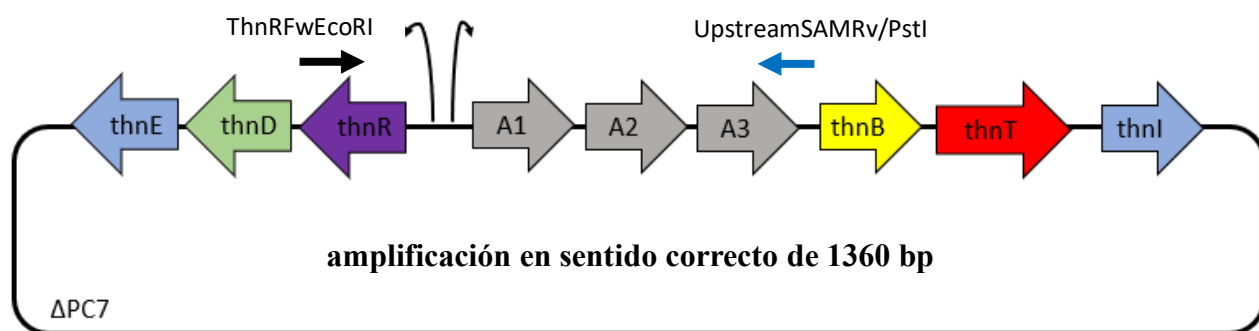 ThnRFwEcoRI
UpstreamSAMRv/PstI
thnE thnD thnR A1 A2 A3 thnB thnT thnI
amplificación en sentido correcto de 1360 bp
ΔPC7